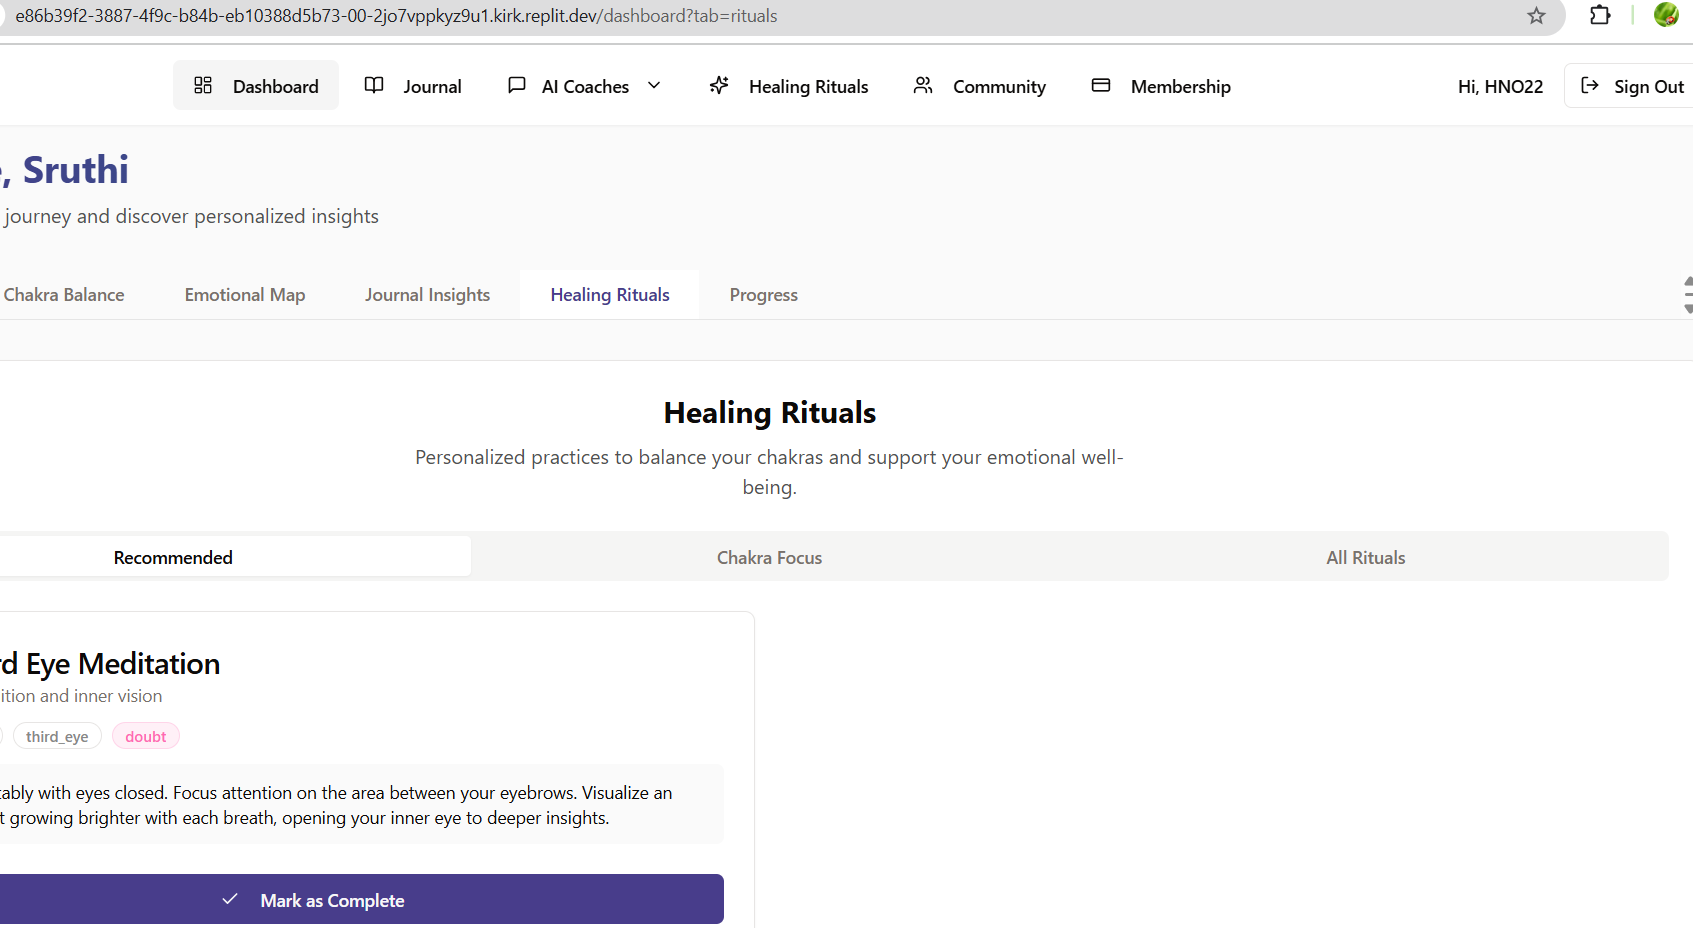 e86b39f2-3887-4f9c-b84b-eb10388d5b73-00-2jo7vppkyz9u1.kirk.replit.dev/dashboard?tab=rituals
Dashboard Journal AI Coaches Healing Rituals Community Membership Hi, HNO22 Sign Out
, Sruthi
journey and discover personalized insights
Chakra Balance Emotional Map Journal Insights Healing Rituals Progress
Healing Rituals
Personalized practices to balance your chakras and support your emotional well-
being.
Recommended Chakra Focus All Rituals
rd Eye Meditation
ition and inner vision
third_eye doubt
tably with eyes closed. Focus attention on the area between your eyebrows. Visualize an
t growing brighter with each breath, opening your inner eye to deeper insights.
Mark as Complete